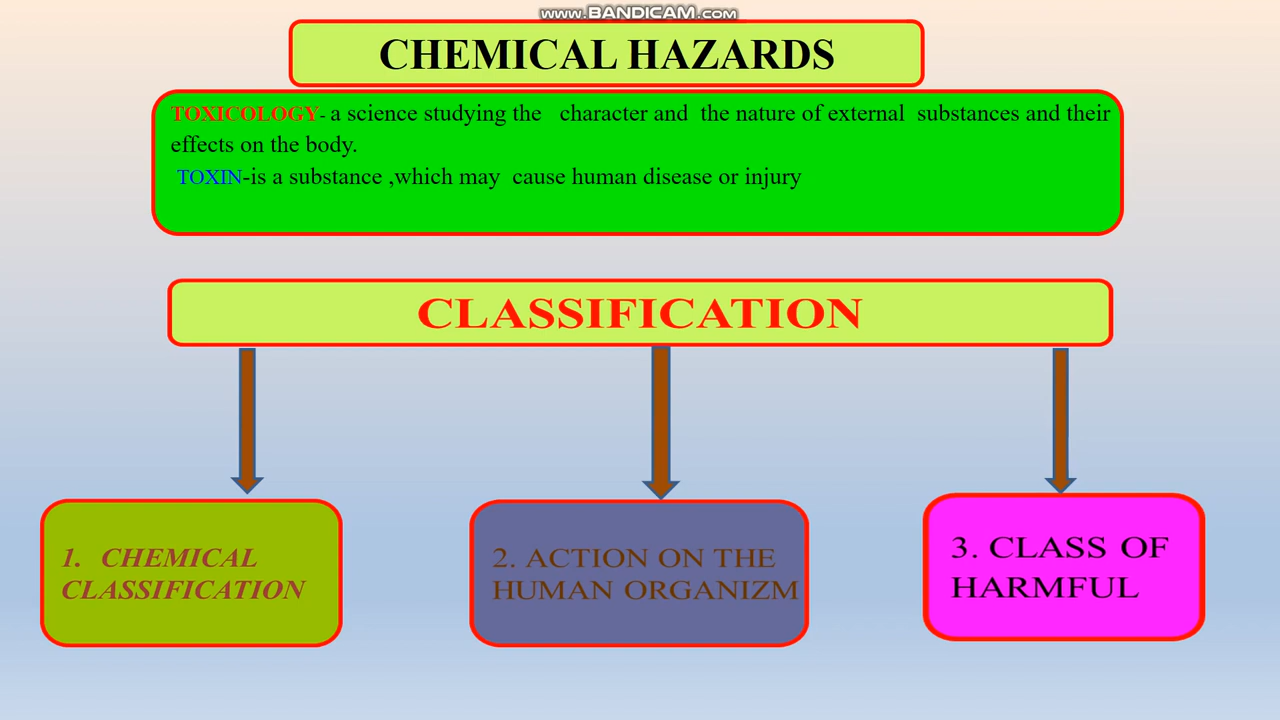 www.BANDICAM.com
CHEMICAL HAZARDS
TOXICOLOGY- a science studying the character and the nature of external substances and their
effects on the body.
TOXIN-is a substance ,which may cause human disease or injury
CLASSIFICATION
1. CHEMICAL
CLASSIFICATION
2. ACTION ON THE
HUMAN ORGANIZM
3. CLASS OF
HARMFUL